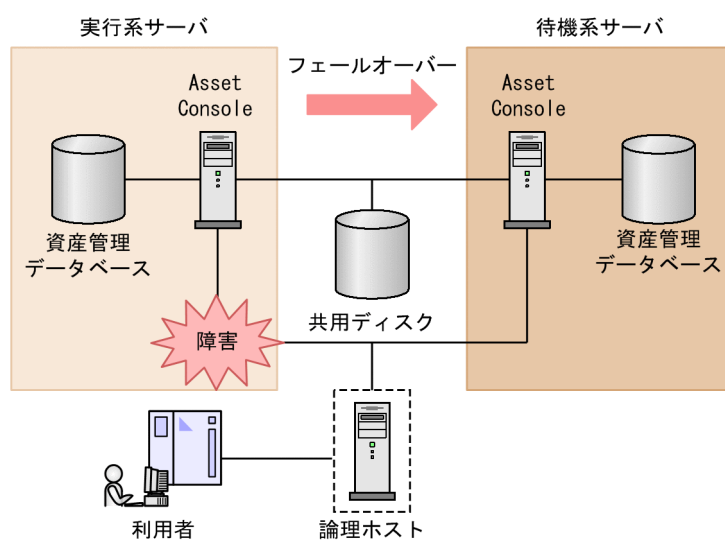 実行系サーバ
待機系サーバ
フェールオーバー
Asset
Console
Asset
Console
資産管理
データベース
資産管理
データベース
共用ディスク
障害
利用者
論理ホスト